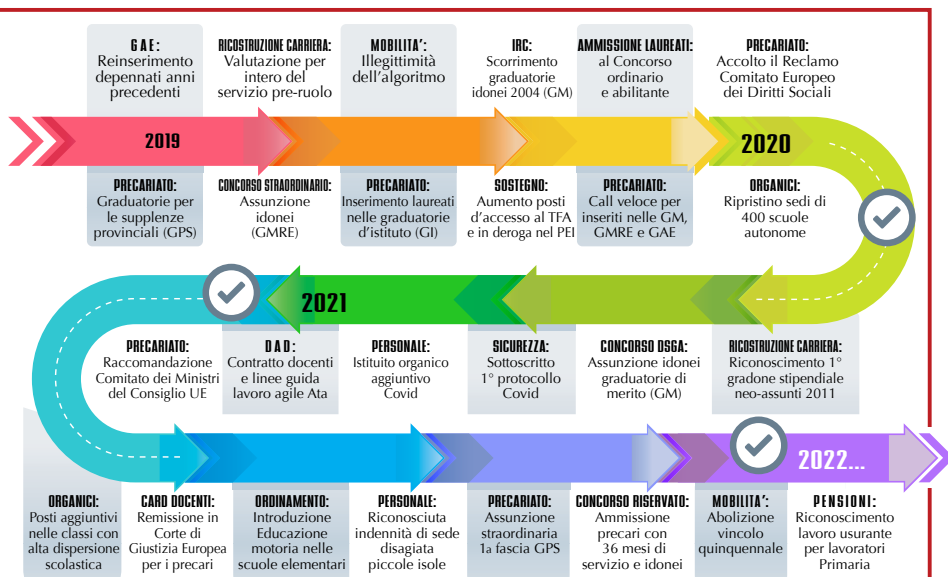 GAE:
Reinserimento
depennati anni
precedenti
RICOSTRUZIONE CARRIERA:
Valutazione per
intero del
servizio pre-ruolo
MOBILITA':
Illegittimità
dell'algoritmo
IRC:
Scorrimento
graduatorie
idonei 2004 (GM)
AMMISSIONE LAUREATI:
al Concorso
ordinario
e abilitante
PRECARIATO:
Accolto il Reclamo
Comitato Europeo
dei Diritti Sociali
2019
2020
PRECARIATO:
Graduatorie per
le supplenze
provinciali (GPS)
CONCORSO STRAORDINARIO:
Assunzione
idonei
(GMRE)
PRECARIATO:
Inserimento laureati
nelle graduatorie
d'istituto (GI)
SOSTEGNO:
Aumento posti
d'accesso al TFA
e in deroga nel PEI
PRECARIATO:
Call veloce per
inseriti nelle GM,
GMRE e GAE
ORGANICI:
Ripristino sedi di
400 scuole
autonome
2021
PRECARIATO:
Raccomandazione
Comitato dei Ministri
del Consiglio UE
DAD:
Contratto docenti
e linee guida
lavoro agile Ata
PERSONALE:
Istituito organico
aggiuntivo
Covid
SICUREZZA:
Sottoscritto
1° protocollo
Covid
CONCORSO DSGA:
Assunzione idonei
graduatorie di
merito (GM)
RICOSTRUZIONE CARRIERA:
Riconoscimento 1°
gradone stipendiale
neo-assunti 2011
2022...
ORGANICI:
Posti aggiuntivi
nelle classi con
alta dispersione
scolastica
CARD DOCENTI:
Remissione in
Corte di
Giustizia Europea
per i precari
ORDINAMENTO:
Introduzione
Educazione
motoria nelle
scuole elementari
PERSONALE:
Riconosciuta
indennità di sede
disagiata
piccole isole
PRECARIATO:
Assunzione
straordinaria
1a fascia GPS
CONCORSO RISERVATO:
Ammissione
precari con
36 mesi di
servizio e idonei
MOBILITA':
Abolizione
vincolo
quinquennale
PENSIONI:
Riconoscimento
lavoro usurante
per lavoratori
Primaria